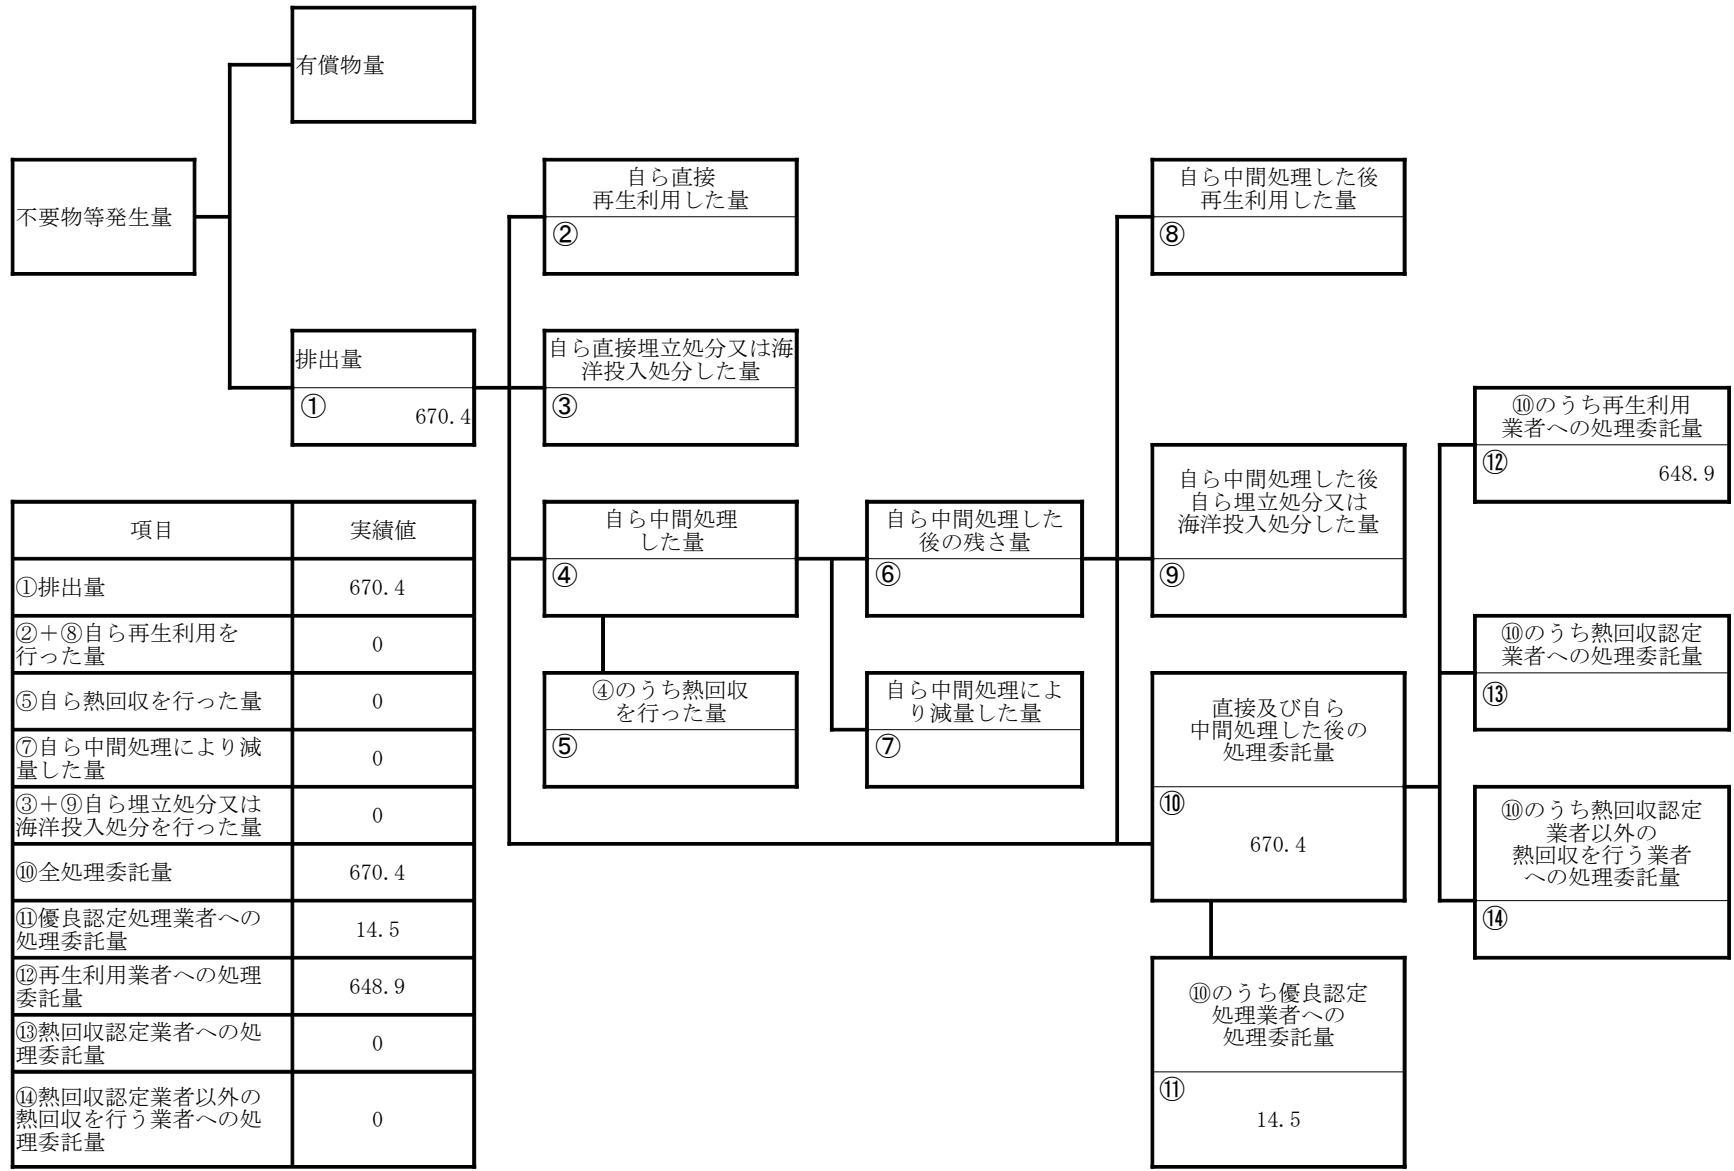 有償物量
不要物等発生量
排出量
①
670.4
自ら直接
再生利用した量
②
自ら直接埋立処分又は海
洋投入処分した量
③
自ら中間処理
した量
④
④のうち熱回収
を行った量
⑤
自ら中間処理した
後の残さ量
⑥
自ら中間処理によ
り減量した量
⑦
自ら中間処理した後
再生利用した量
⑧
自ら中間処理した後
自ら埋立処分又は
海洋投入処分した量
⑨
直接及び自ら
中間処理した後の
処理委託量
⑩
670.4
⑩のうち優良認定
処理業者への
処理委託量
⑪
14.5
⑩のうち再生利用
業者への処理委託量
⑫
648.9
⑩のうち熱回収認定
業者への処理委託量
⑬
⑩のうち熱回収認定
業者以外の
熱回収を行う業者
への処理委託量
⑭
項目 実績値
①排出量 670.4
②＋⑧自ら再生利用を
行った量 0
⑤自ら熱回収を行った量 0
⑦自ら中間処理により減
量した量 0
③＋⑨自ら埋立処分又は
海洋投入処分を行った量 0
⑩全処理委託量 670.4
⑪優良認定処理業者への
処理委託量 14.5
⑫再生利用業者への処理
委託量 648.9
⑬熱回収認定業者への処
理委託量 0
⑭熱回収認定業者以外の
熱回収を行う業者への処
理委託量 0